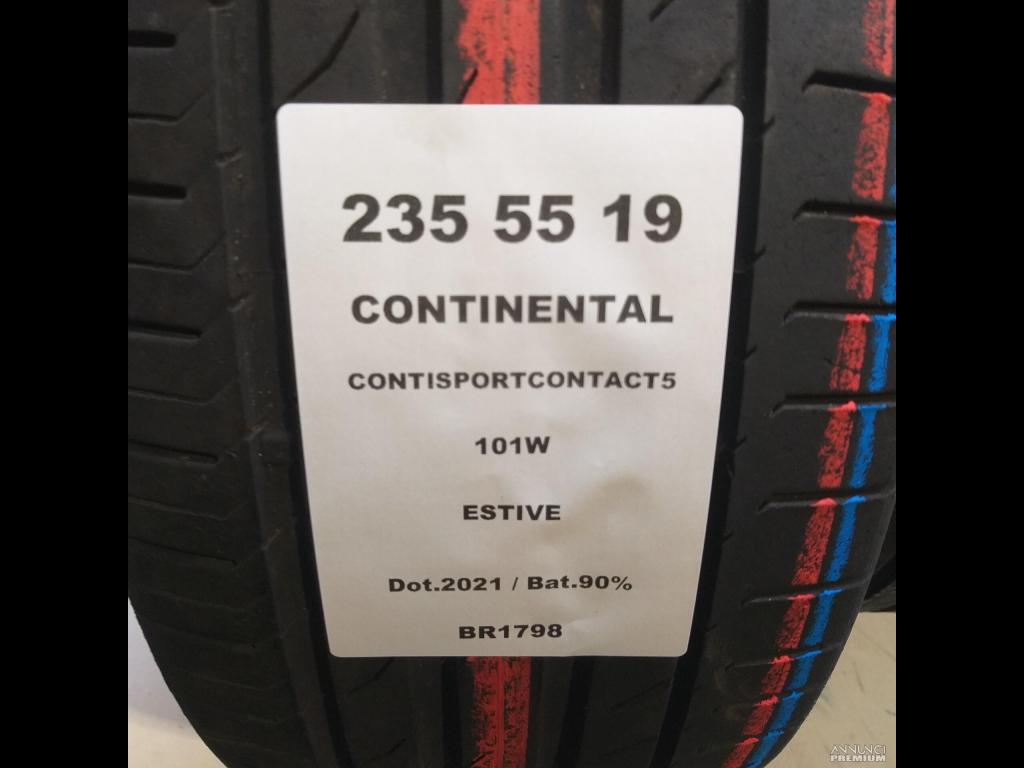 235 55 19
CONTINENTAL
CONTISPORTCONTACT5
101W
ESTIVE
Dot.2021 / Bat.90%
BR1798
ANNUNCI
PREMIUM